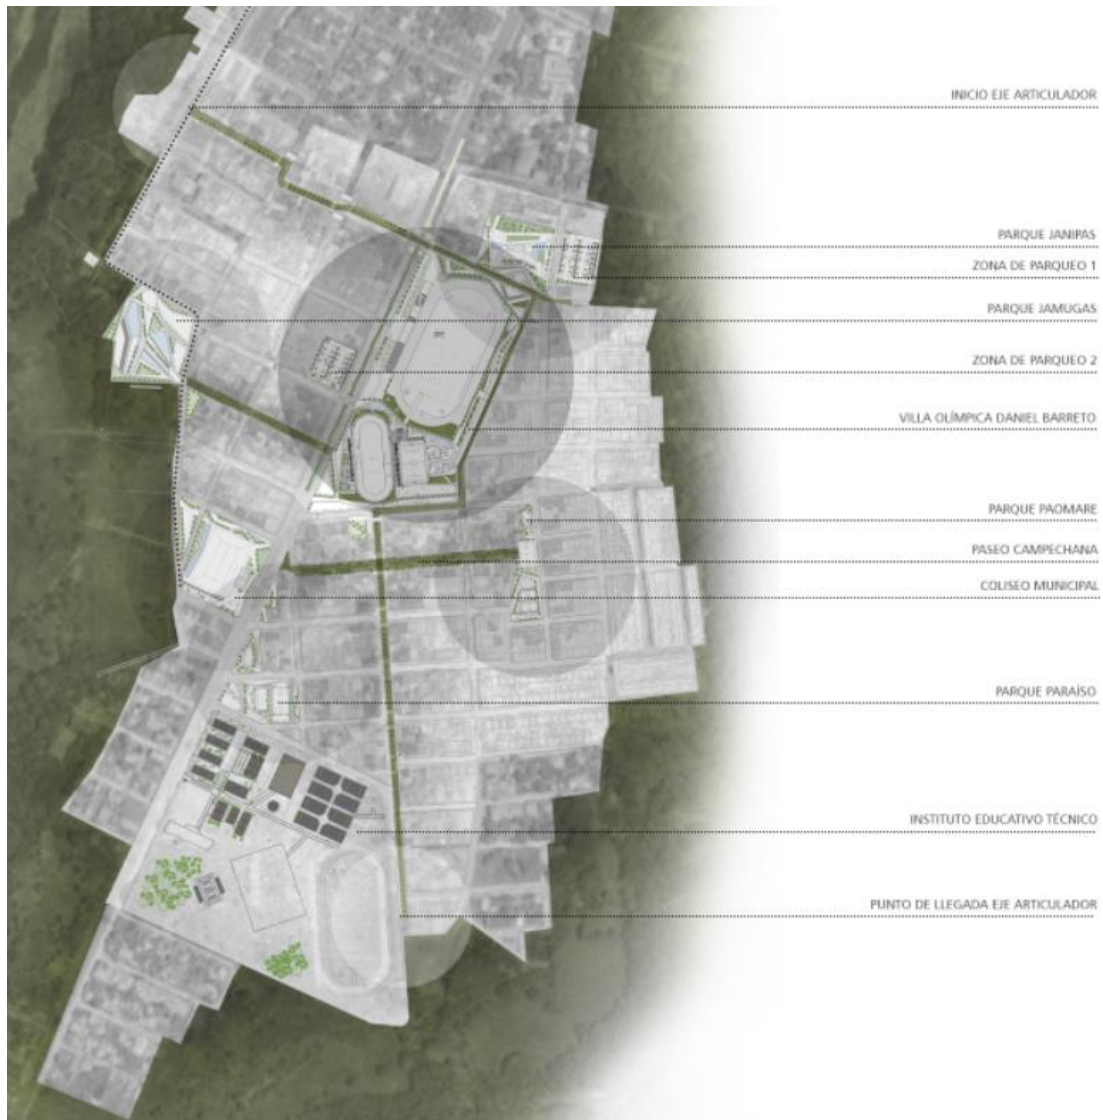 INICIO EJE ARTICULADOR
PARQUE JANIPAS
ZONA DE PARQUEO 1
PARQUE JAMUGAS
ZONA DE PARQUEO 2
VILLA OLÍMPICA DANIEL BARRETO
PARQUE PAOMARE
PASEO CAMPECHANA
COLISEO MUNICIPAL
PARQUE PARAÍSO
INSTITUTO EDUCATIVO TÉCNICO
PUNTO DE LLEGADA EJE ARTICULADOR